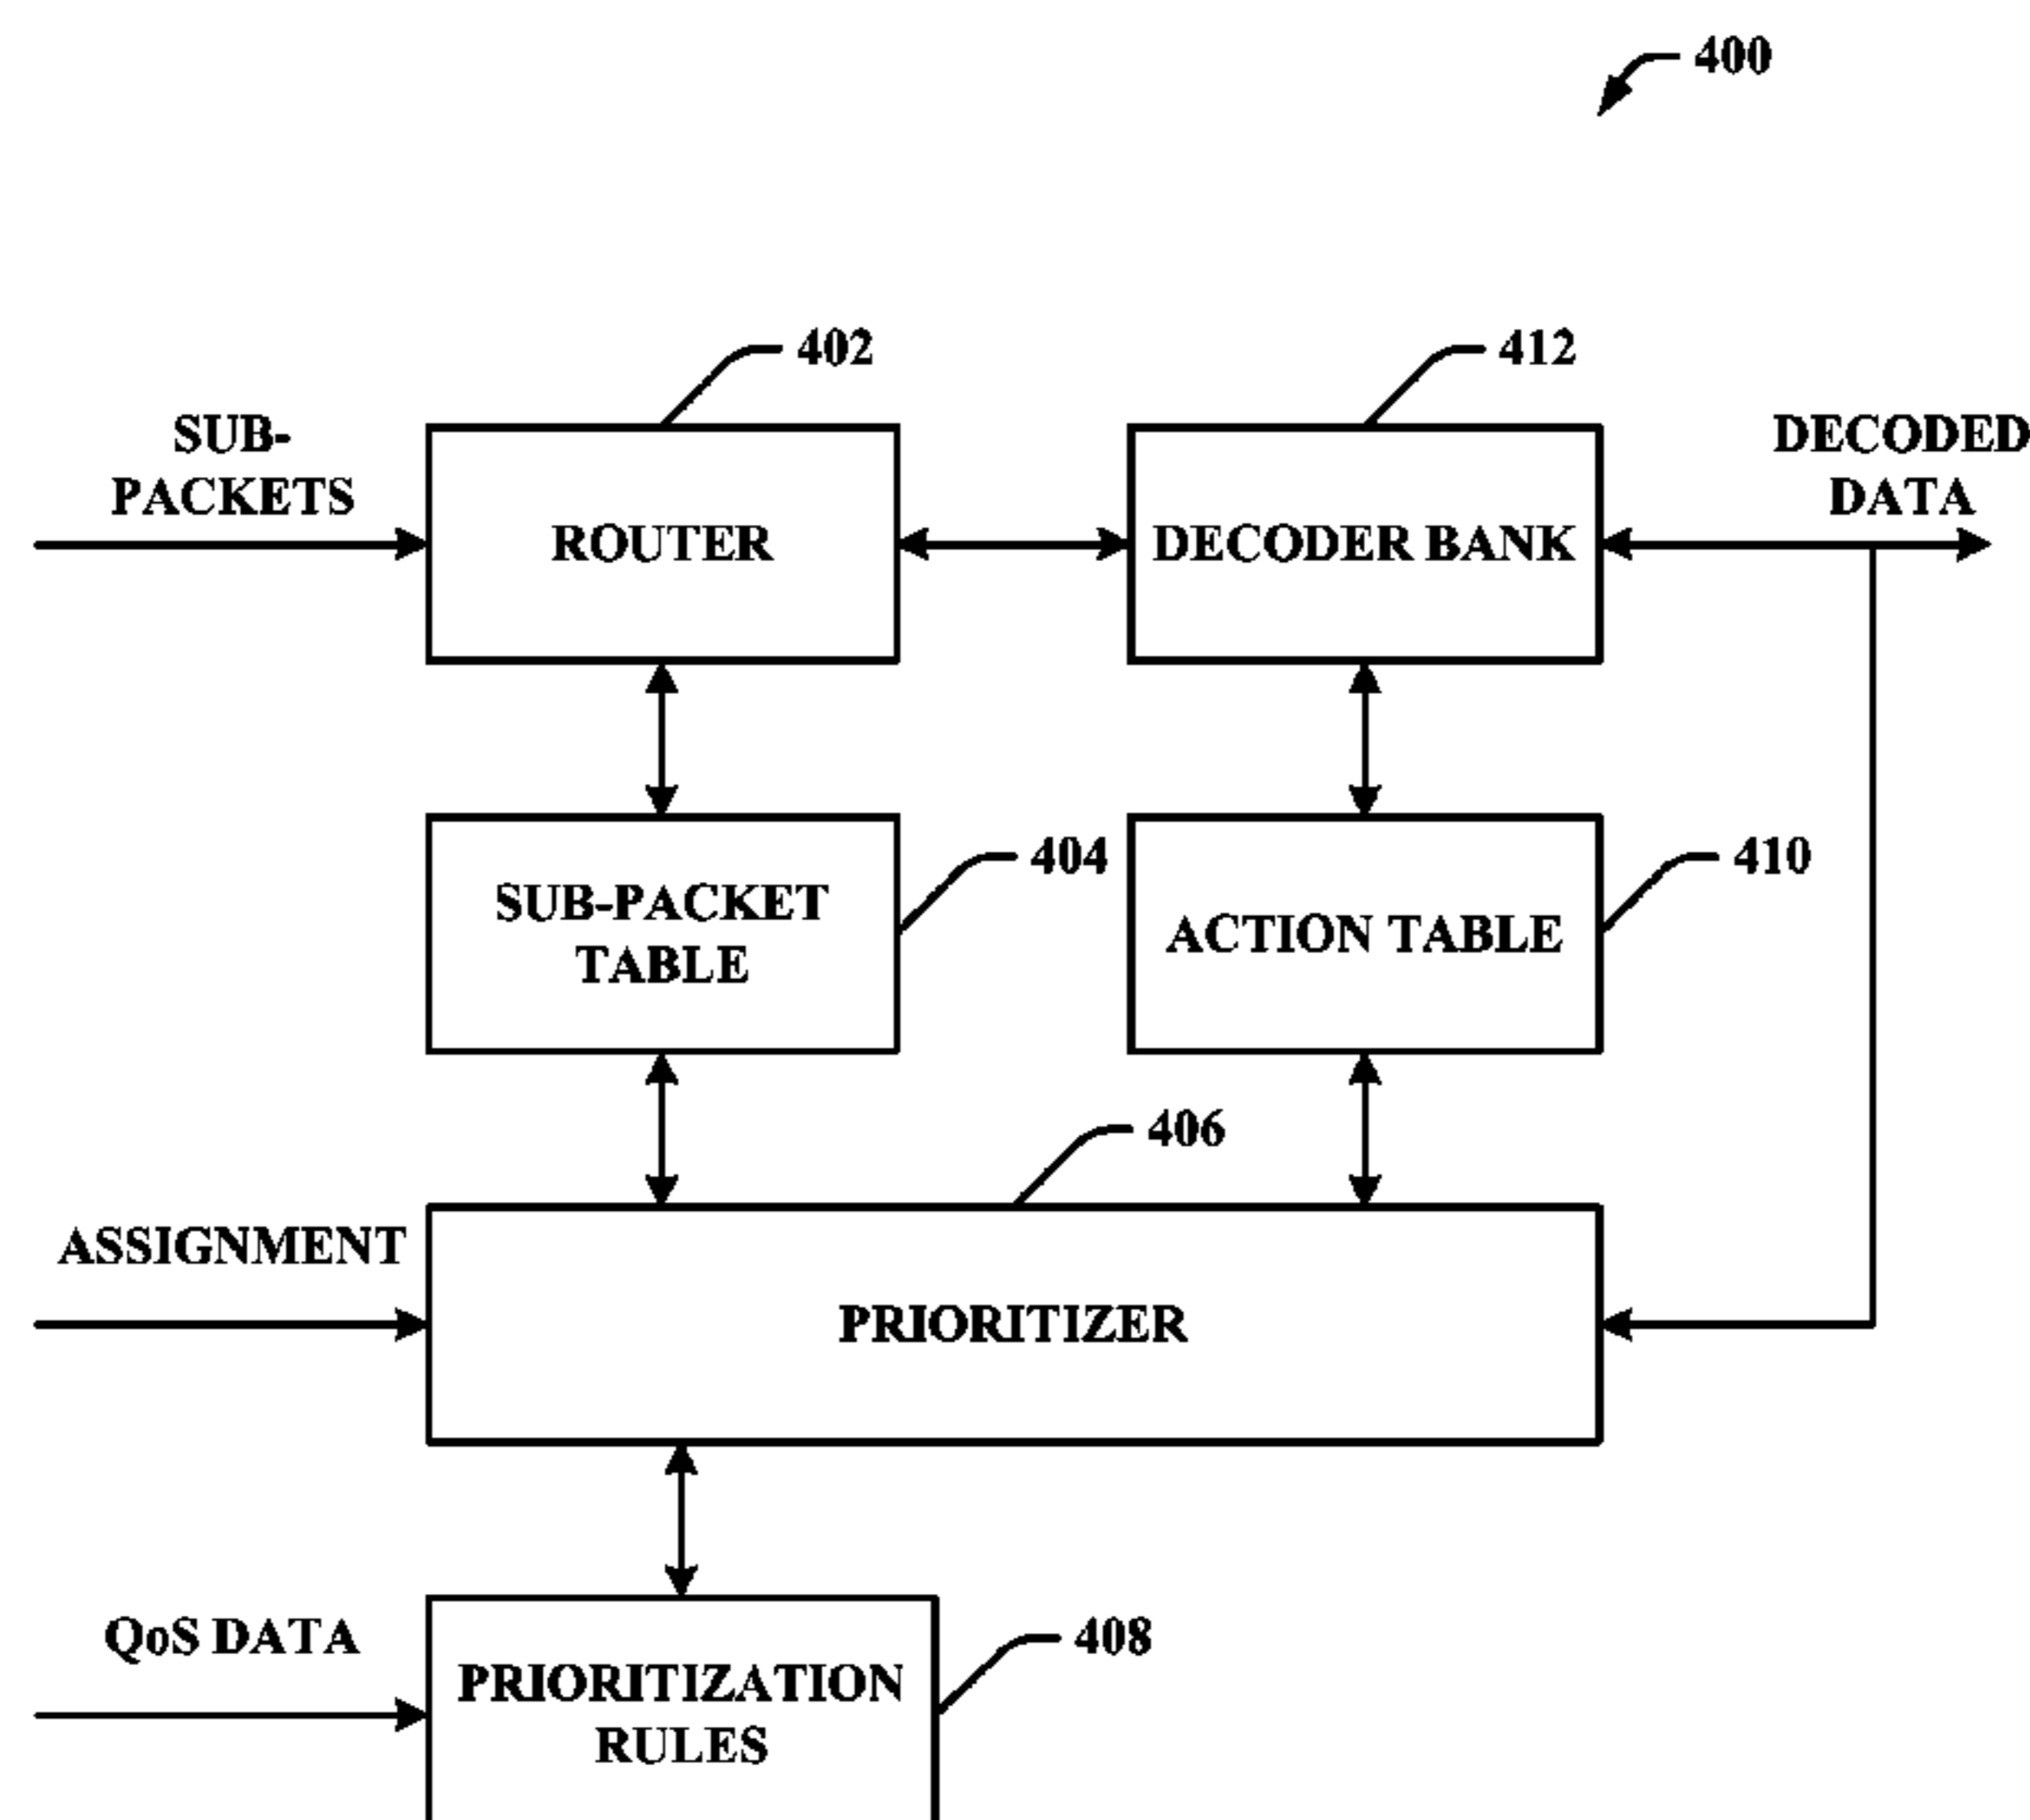 400
402
412
SUB-
PACKETS
DECODED
DATA
ROUTER
DECODER BANK
404
410
SUB-PACKET
TABLE
ACTION TABLE
406
ASSIGNMENT
PRIORITIZER
QoS DATA
408
PRIORITIZATION
RULES